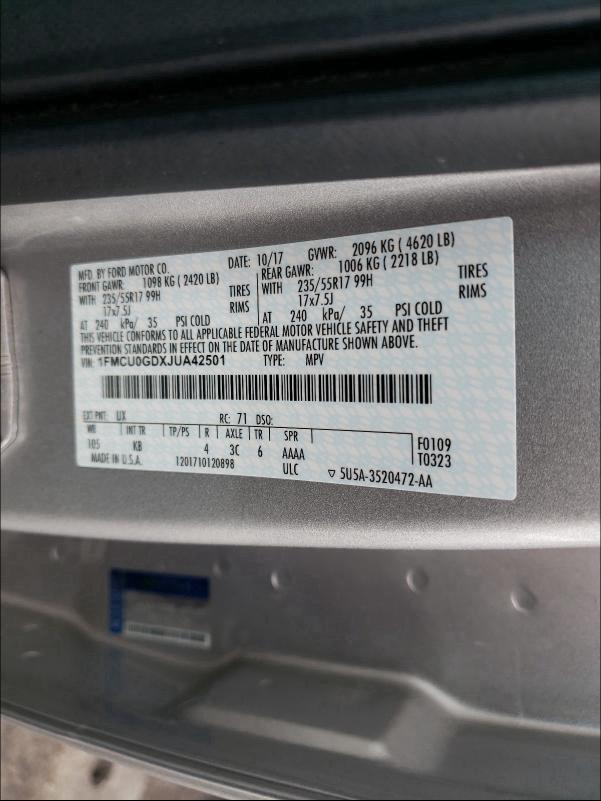 MFD. BY FORD MOTOR CO.
DATE: 10/17 GVWR: 2096 KG ( 4620 LB)
FRONT GAWR: 1098 KG ( 2420 LB)
REAR GAWR: 1006 KG ( 2218 LB)
WITH 235/55R17 99H TIRES
WITH 235/55R17 99H TIRES
17x7.5J RIMS
17x7.5J RIMS
AT 240 kPa/ 35 PSI COLD
AT 240 kPa/ 35 PSI COLD
THIS VEHICLE CONFORMS TO ALL APPLICABLE FEDERAL MOTOR VEHICLE SAFETY AND THEFT
PREVENTION STANDARDS IN EFFECT ON THE DATE OF MANUFACTURE SHOWN ABOVE.
VIN: 1FMCU0GDXJUA42501 TYPE: MPV
EXT PNT: UX RC: 71 DSO:
WB INT TR TP/PS R AXLE TR SPR
105 KB 4 3C 6 AAAA
F0109
T0323
MADE IN U.S.A. 1201710120898 ULC
▽ 5U5A-3520472-AA